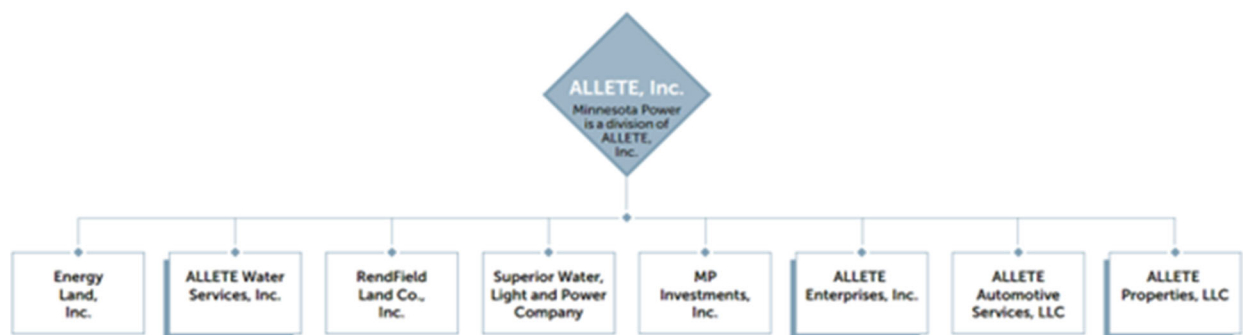 ALLETE, Inc.
Minnesota Power
is a division of
ALLETE,
Inc.
Energy
Land,
Inc.
ALLETE Water
Services, Inc.
RendField
Land Co.,
Inc.
Superior Water,
Light and Power
Company
MP
Investments,
Inc.
ALLETE
Enterprises, Inc.
ALLETE
Automotive
Services, LLC
ALLETE
Properties, LLC